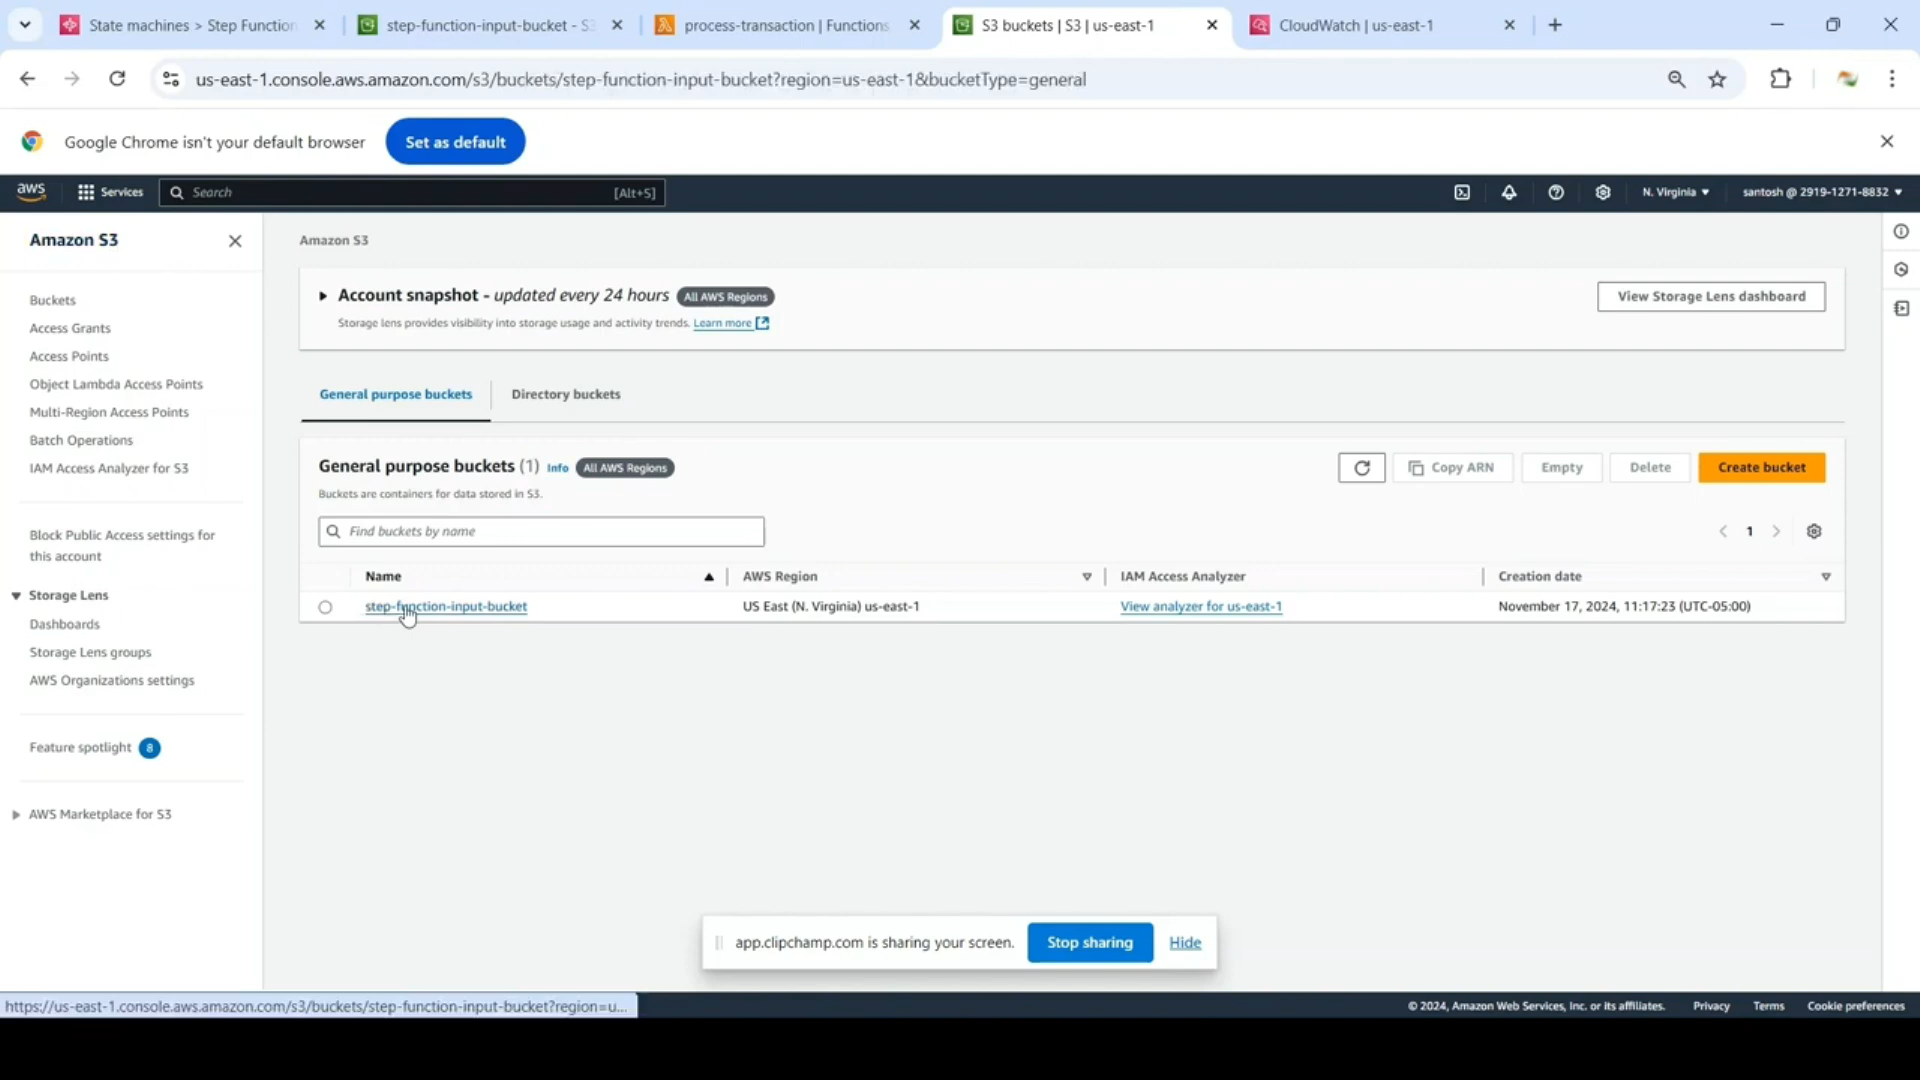 State machines > Step Function
step-function-input-bucket - S3
process-transaction | Functions
S3 buckets | S3 | us-east-1
CloudWatch | us-east-1
us-east-1.console.aws.amazon.com/s3/buckets/step-function-input-bucket?region=us-east-1&bucketType=general
Google Chrome isn't your default browser
Set as default
aws
Services
Search
[Alt+S]
N. Virginia
santosh @ 2919-1271-8832
Amazon S3
Buckets
Access Grants
Access Points
Object Lambda Access Points
Multi-Region Access Points
Batch Operations
IAM Access Analyzer for S3
Block Public Access settings for
this account
Storage Lens
Dashboards
Storage Lens groups
AWS Organizations settings
Feature spotlight 8
AWS Marketplace for S3
Amazon S3
Account snapshot - updated every 24 hours All AWS Regions
Storage lens provides visibility into storage usage and activity trends. Learn more
View Storage Lens dashboard
General purpose buckets
Directory buckets
General purpose buckets (1) Info All AWS Regions
Buckets are containers for data stored in S3.
Copy ARN
Empty
Delete
Create bucket
Find buckets by name
1
Name
AWS Region
IAM Access Analyzer
Creation date
step-function-input-bucket
US East (N. Virginia) us-east-1
View analyzer for us-east-1
November 17, 2024, 11:17:23 (UTC-05:00)
app.clipchamp.com is sharing your screen.
Stop sharing
Hide
https://us-east-1.console.aws.amazon.com/s3/buckets/step-function-input-bucket?region=u...
© 2024, Amazon Web Services, Inc. or its affiliates.
Privacy
Terms
Cookie preferences